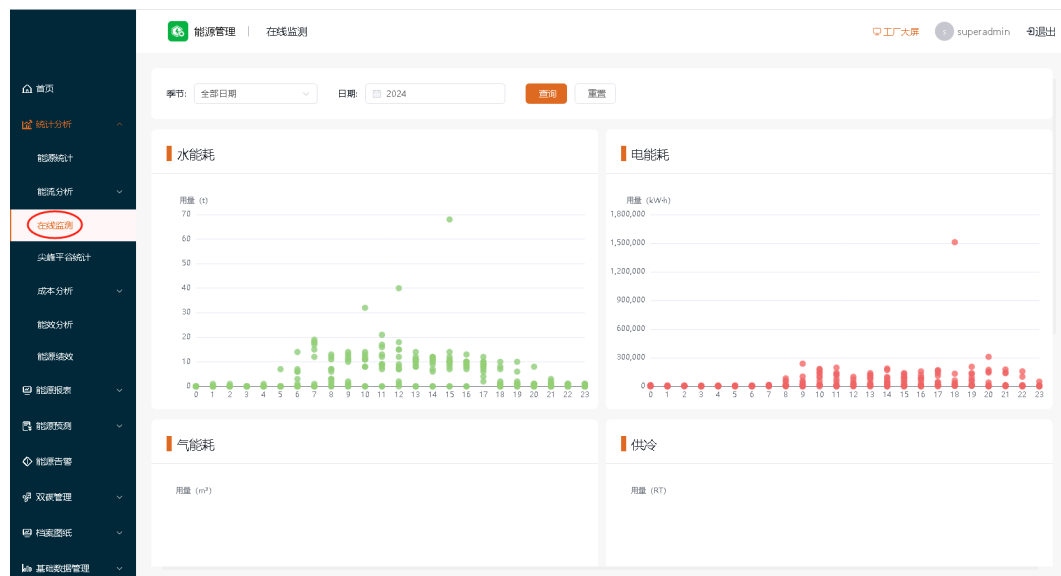 能源管理 在线监测 工厂大屏 s superadmin 退出
首页
统计分析
能源统计
能流分析
在线监测
尖峰平谷统计
成本分析
能效分析
能源绩效
能源报表
能源预测
能源告警
双碳管理
档案图纸
基础数据管理
季节: 全部日期 日期: 2024 查询 重置
水能耗
用量 (t)
70
60
50
40
30
20
10
0
0 1 2 3 4 5 6 7 8 9 10 11 12 13 14 15 16 17 18 19 20 21 22 23
电能耗
用量 (kW·h)
1,800,000
1,500,000
1,200,000
900,000
600,000
300,000
0
0 1 2 3 4 5 6 7 8 9 10 11 12 13 14 15 16 17 18 19 20 21 22 23
气能耗
用量 (m³)
供冷
用量 (RT)